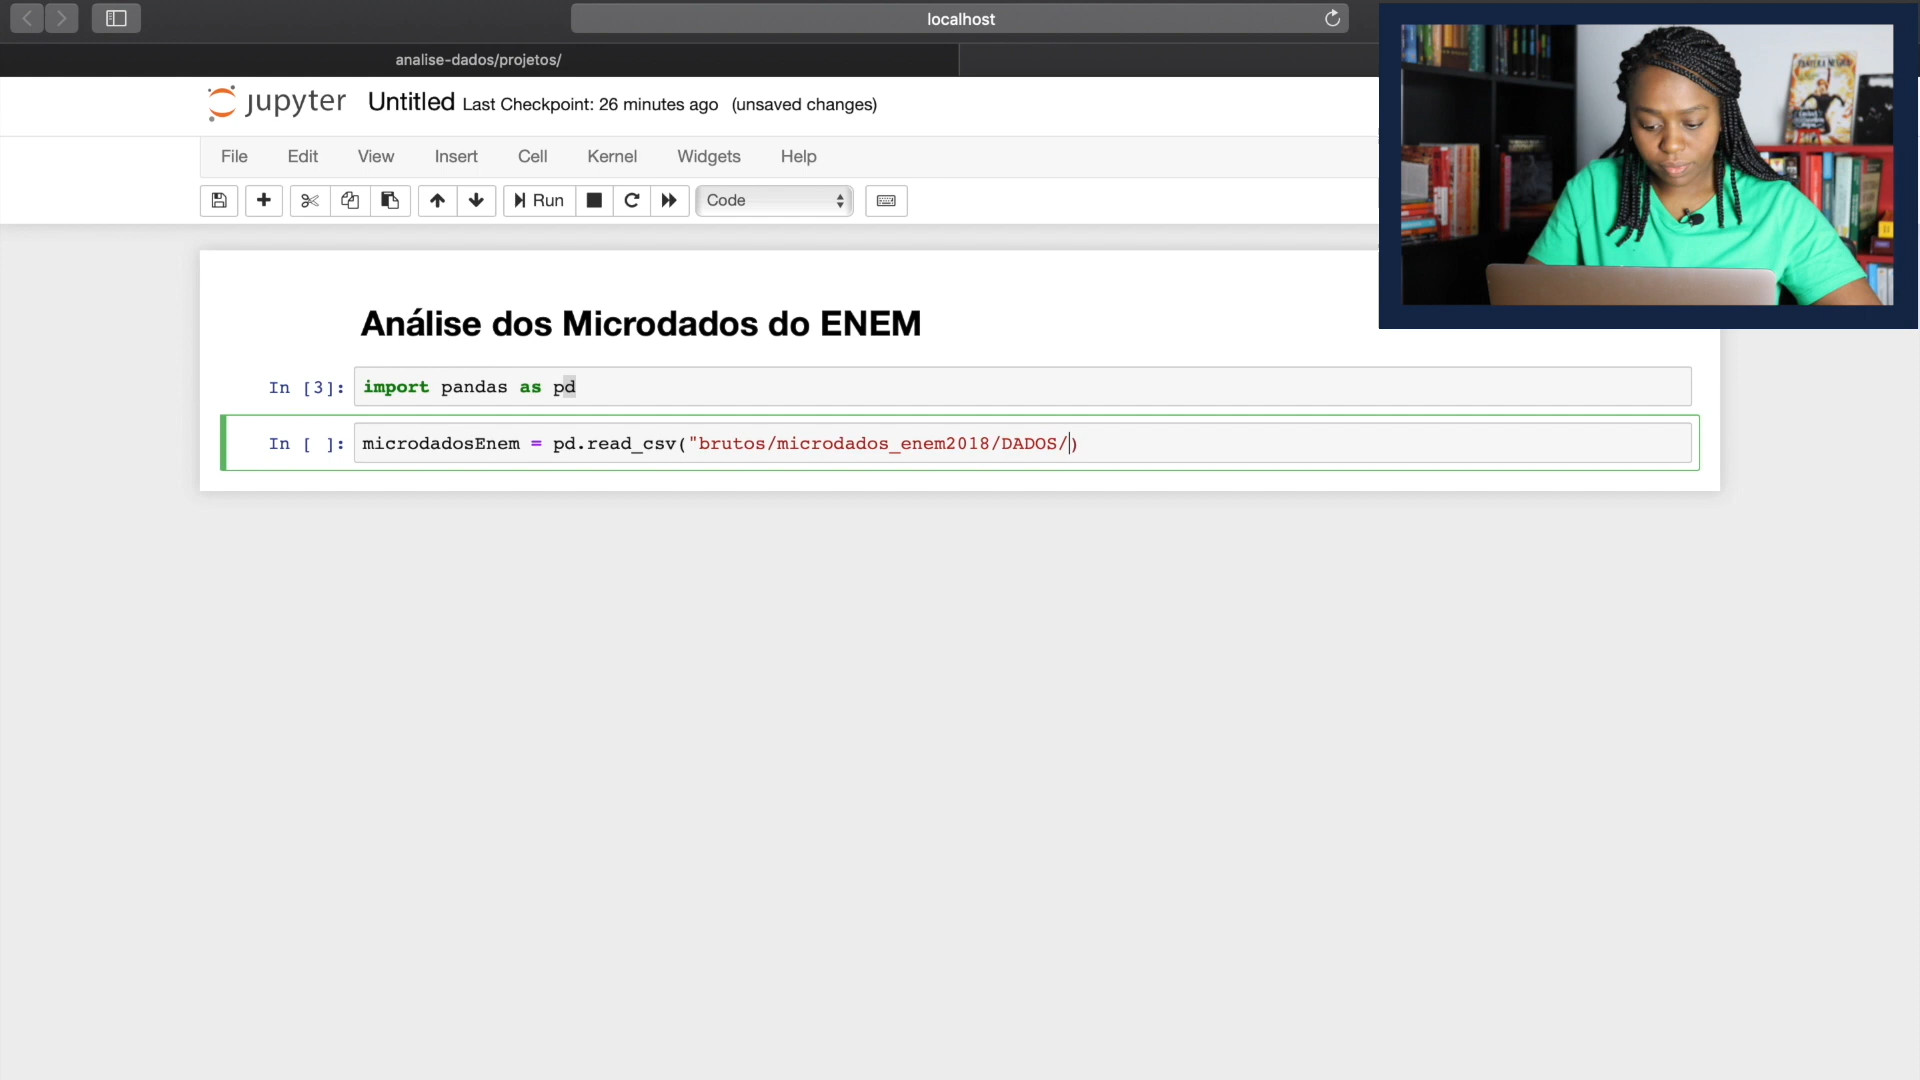 localhost
analise-dados/projetos/
jupyter Untitled Last Checkpoint: 26 minutes ago (unsaved changes)
File Edit View Insert Cell Kernel Widgets Help
Run Code
PANTERA NEGRA
Análise dos Microdados do ENEM
In [3]: import pandas as pd
In [ ]: microdadosEnem = pd.read_csv("brutos/microdados_enem2018/DADOS/)